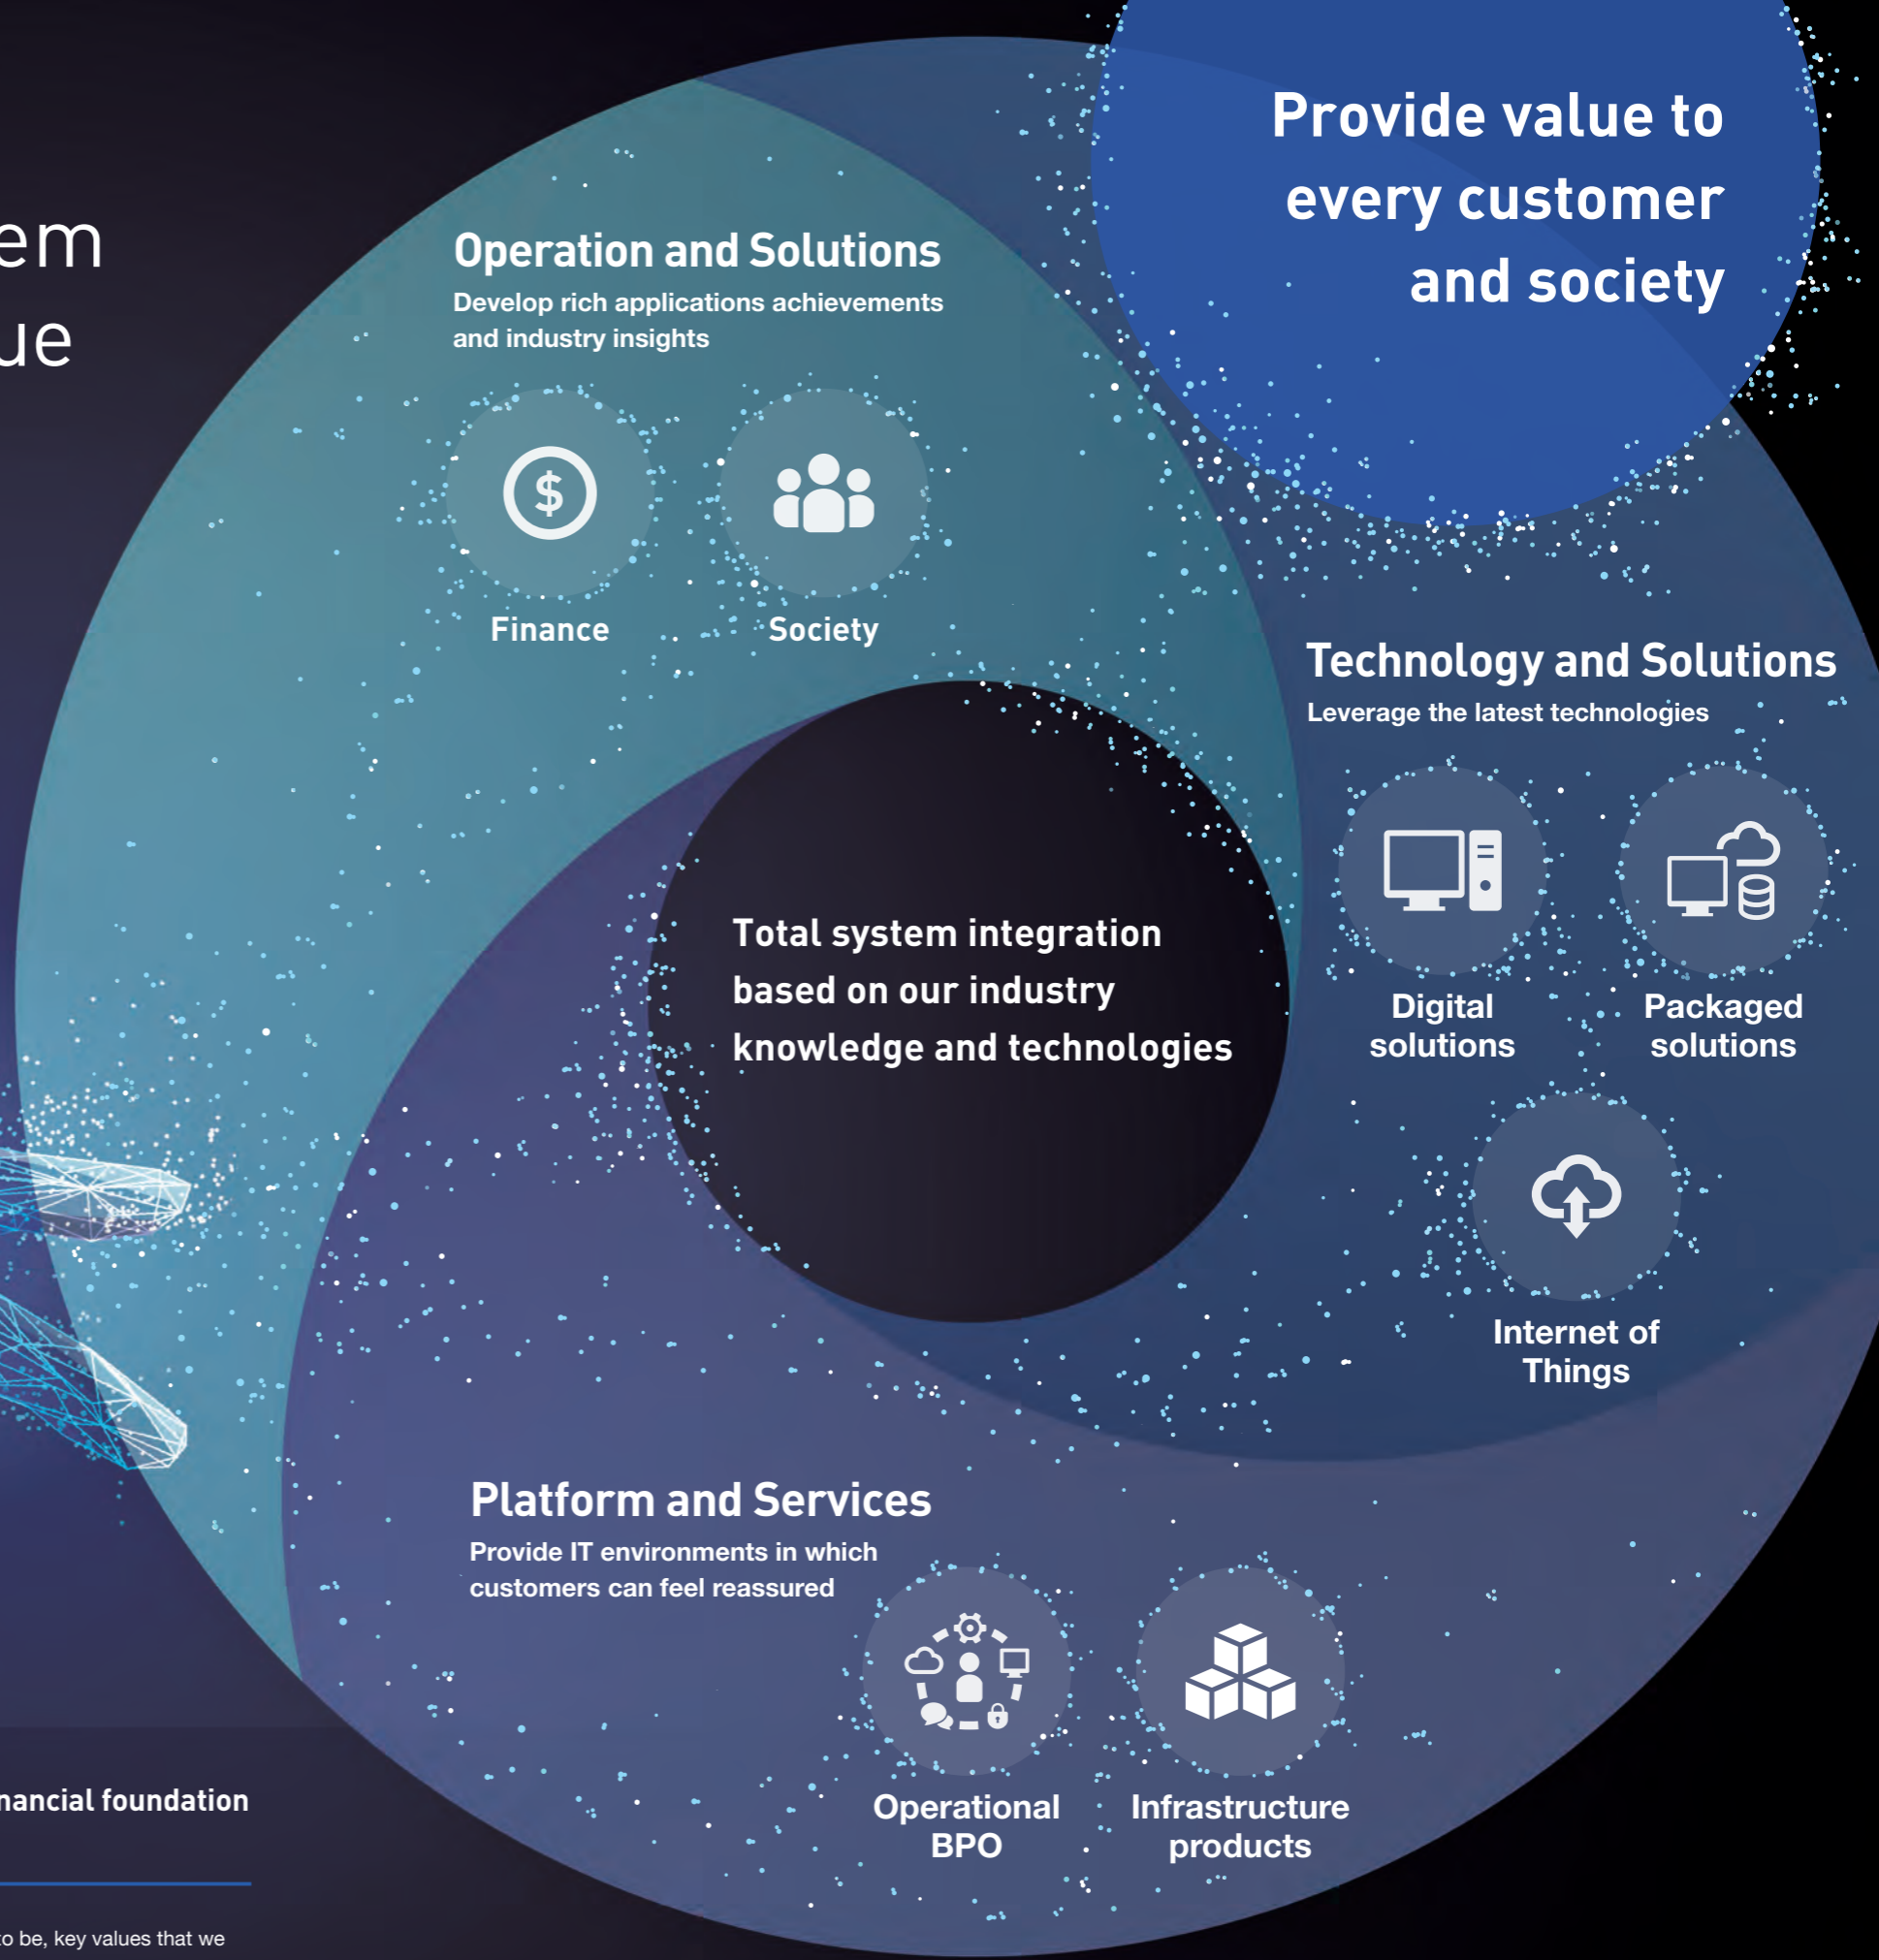 Provide value to
every customer
and society
Operation and Solutions
Develop rich applications achievements
and industry insights
$
Finance
Society
Technology and Solutions
Leverage the latest technologies
Digital
solutions
Packaged
solutions
Internet of
Things
Total system integration
based on our industry
knowledge and technologies
Platform and Services
Provide IT environments in which
customers can feel reassured
Operational
BPO
Infrastructure
products
foundation
to be, key values that we